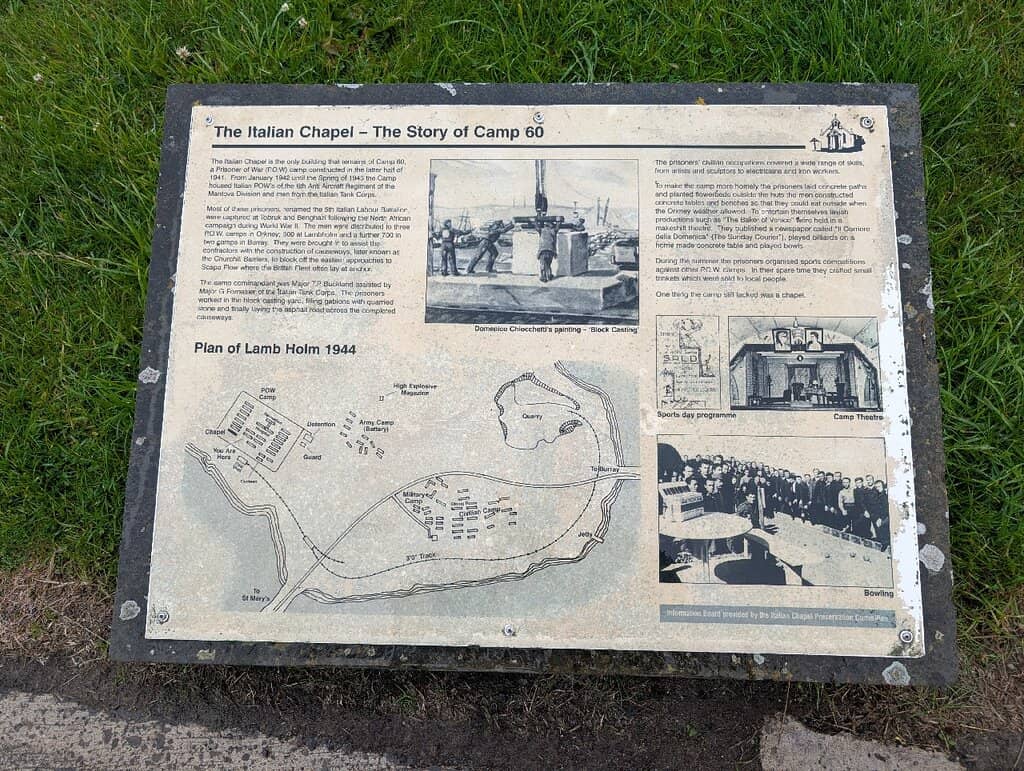 The Italian Chapel – The Story of Camp 60
The Italian Chapel is the only building that remains of Camp 60,
a Prisoner of War (P.O.W) camp constructed in the latter half of
1941. From January 1942 until the Spring of 1945 the Camp
housed Italian POW's of the 6th Anti Aircraft Regiment of the
Mantova Division and men from the Italian Tank Corps.
Most of these prisoners, renamed the 6th Italian Labour Battalion,
were captured at Tobruk and Benghazi following the North African
campaign during World War II. The men were distributed to three
P.O.W. camps in Orkney; 500 at Lambholm and a further 700 in
two camps in Burray. They were brought in to assist the
contractors with the construction of causeways, later known as
the Churchill Barriers, to block off the eastern approaches to
Scapa Flow where the British Fleet often lay at anchor.
The camp commandant was Major T.P. Buckland assisted by
Major G Fornasier of the Italian Tank Corps. The prisoners
worked in the block casting yard, filling gabions with quarried
stone and finally laying the asphalt road across the completed
causeways.
Domenico Chiocchetti's painting - 'Block Casting'
The prisoners' civilian occupations covered a wide range of skills,
from artists and sculptors to electricians and iron workers.
To make the camp more homely the prisoners laid concrete paths
and planted flowerbeds outside the huts the men constructed
concrete tables and benches so that they could eat outside when
the Orkney weather allowed. To entertain themselves lavish
productions such as "The Baker of Venice" were held in a
makeshift theatre. They published a newspaper called "Il Corriere
della Domenica" (The Sunday Courier"), played billiards on a
home made concrete table and played bowls.
During the summer the prisoners organised sports competitions
against other P.O.W. camps. In their spare time they crafted small
trinkets which were sold to local people.
One thing the camp still lacked was a chapel.
Sports day programme
Camp Theatre
Bowling
Information Board provided by the Italian Chapel Preservation Committee
Plan of Lamb Holm 1944
POW
Camp
High Explosive
Magazine
Chapel
Detention
Army Camp
(Battery)
Quarry
You Are
Here
Guard
Canteen
To Burray
Military
Camp
Civilian Camp
Jetty
3'0" Track
To
St Mary's